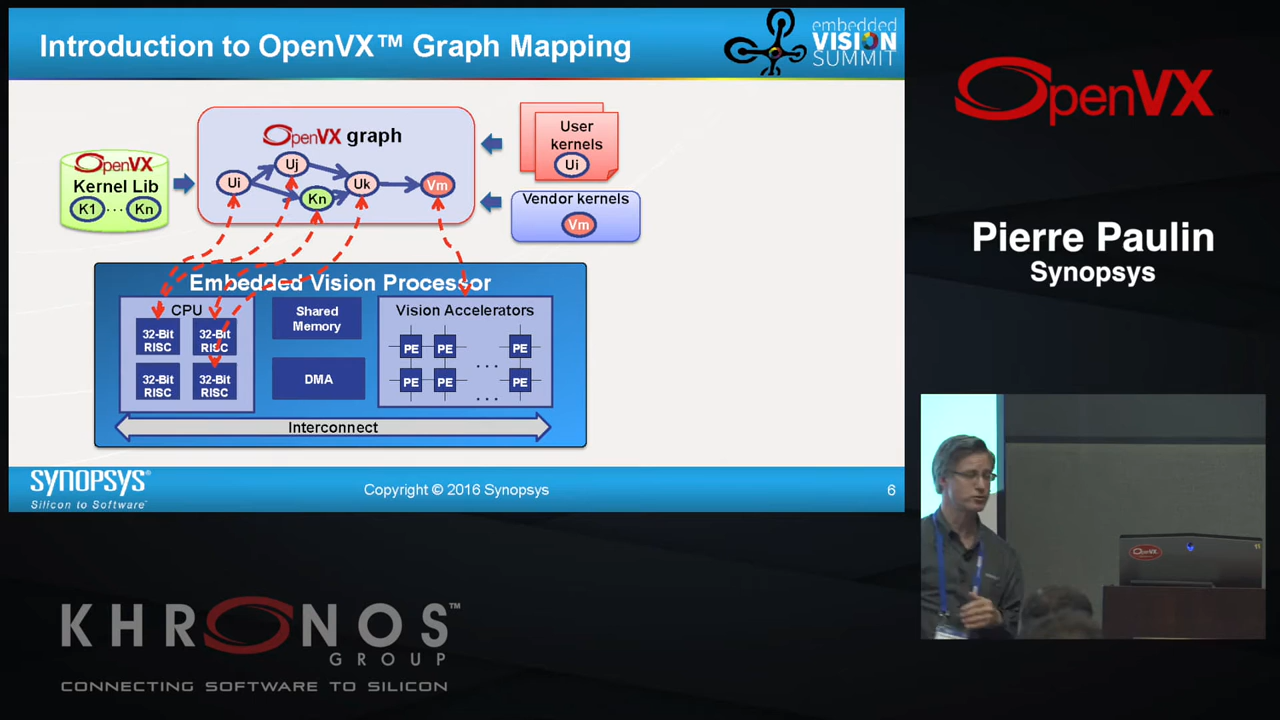 Introduction to OpenVX™ Graph Mapping
embedded
VISION
SUMMIT
OpenVX
Kernel Lib
K1 ... Kn
OpenVX graph
Ui
Uj
Kn
Uk
Vm
User
kernels
Ui
Vendor kernels
Vm
Embedded Vision Processor
CPU
32-Bit
RISC
32-Bit
RISC
32-Bit
RISC
32-Bit
RISC
Shared
Memory
DMA
Vision Accelerators
PE
PE
PE
PE
PE
PE
...
...
Interconnect
SYNOPSYS®
Silicon to Software™
Copyright © 2016 Synopsys
6
OpenVX
Pierre Paulin
Synopsys
OpenVX
KHRONOS™
GROUP
CONNECTING SOFTWARE TO SILICON